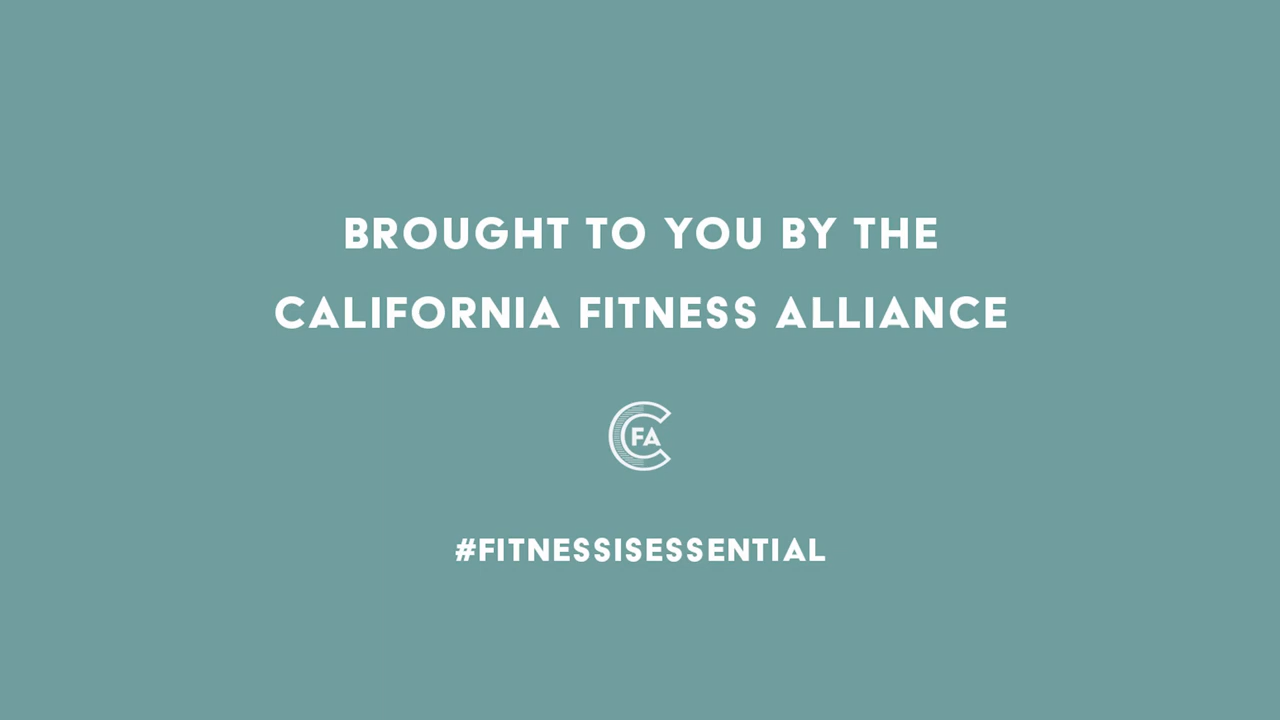 BROUGHT TO YOU BY THE
CALIFORNIA FITNESS ALLIANCE
CFA
#FITNESSISESSENTIAL